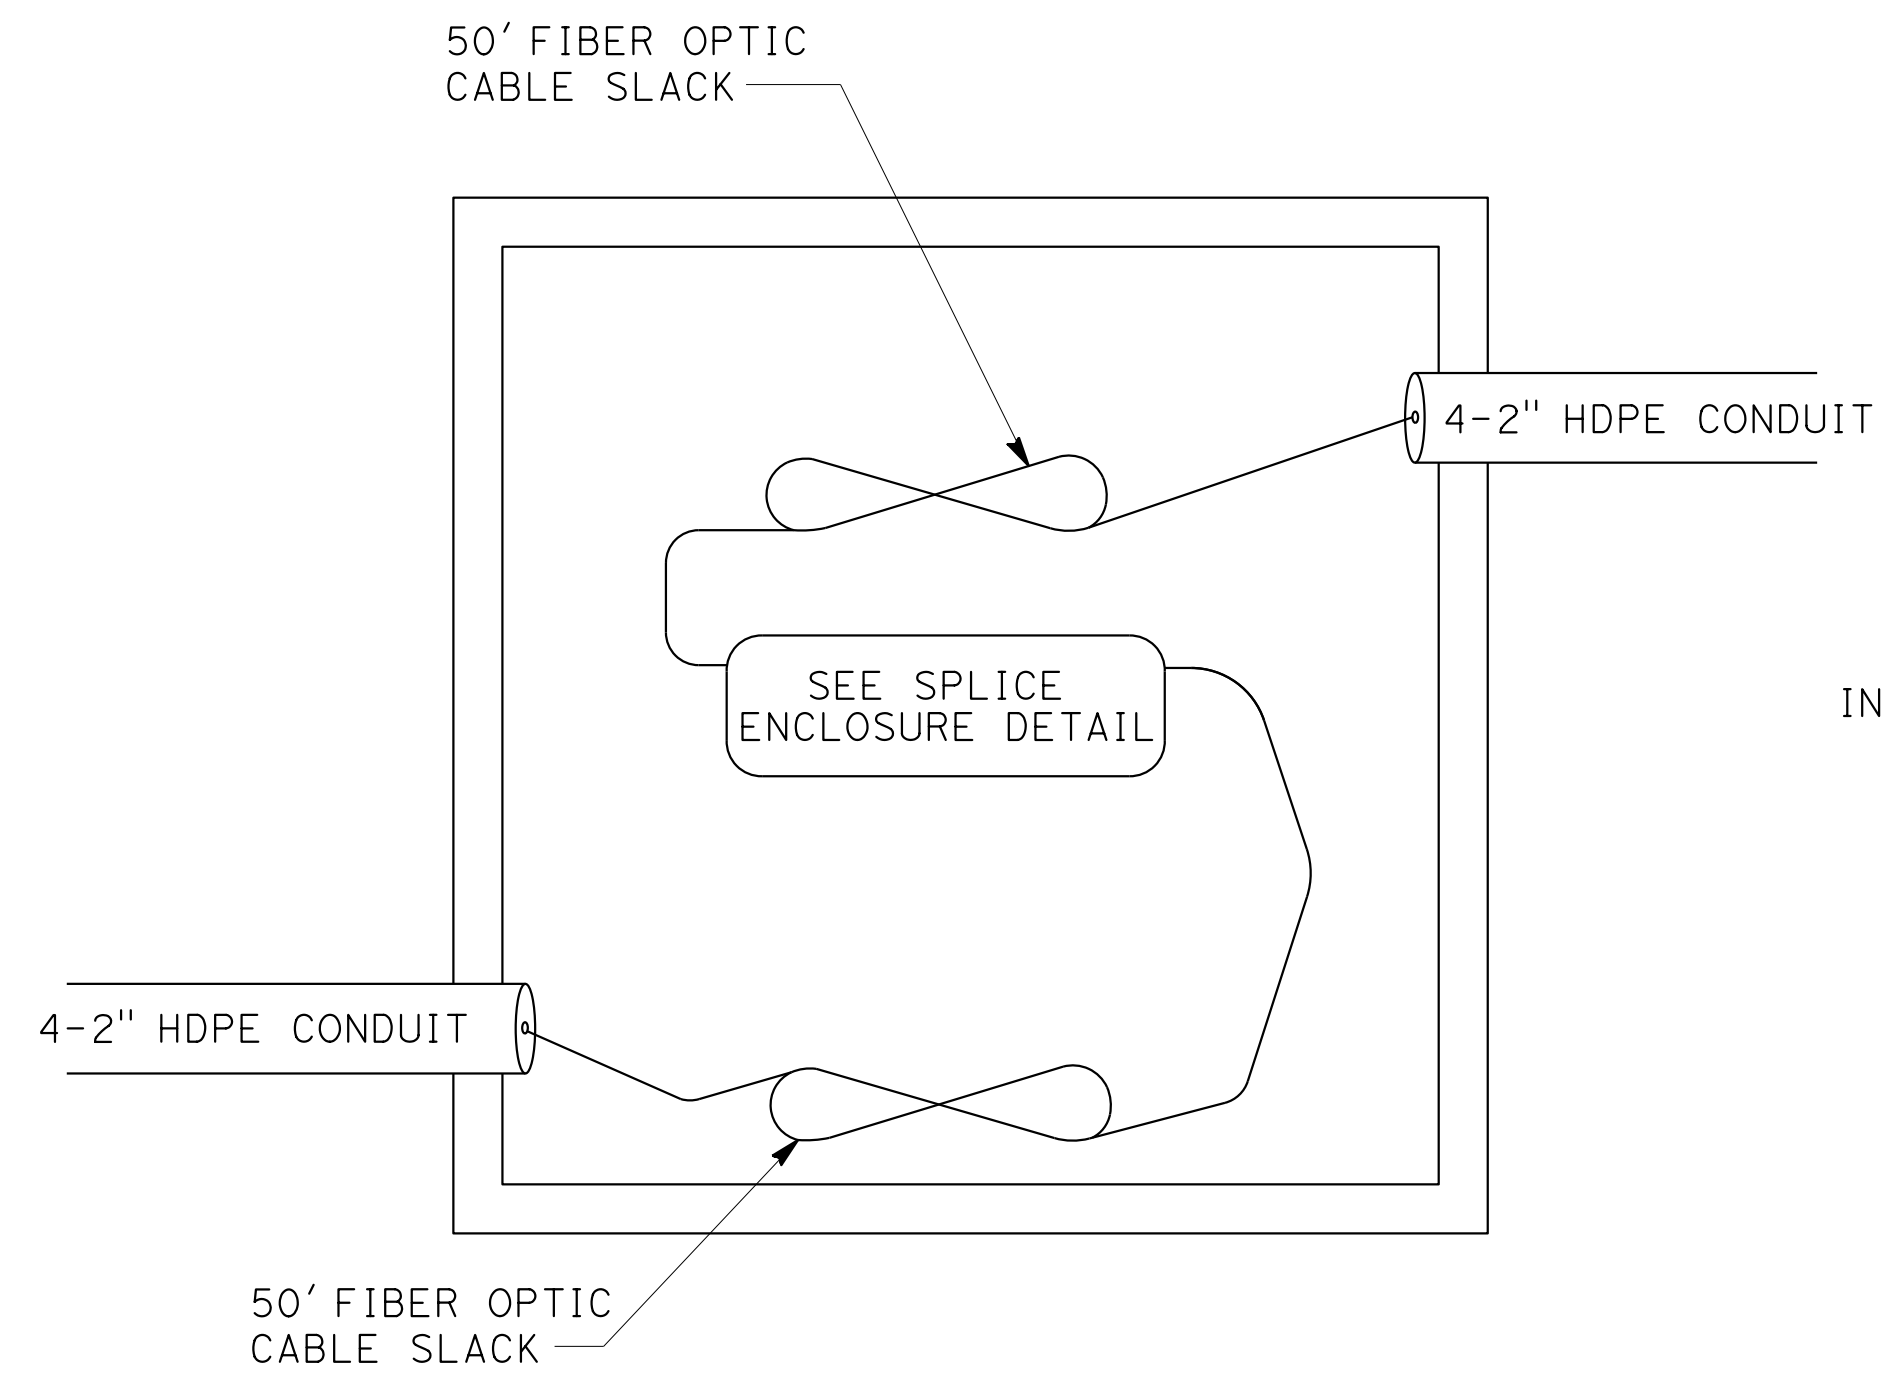 50' FIBER OPTIC
CABLE SLACK
4-2" HDPE CONDUIT
SEE SPLICE
ENCLOSURE DETAIL
IN
4-2" HDPE CONDUIT
50' FIBER OPTIC
CABLE SLACK